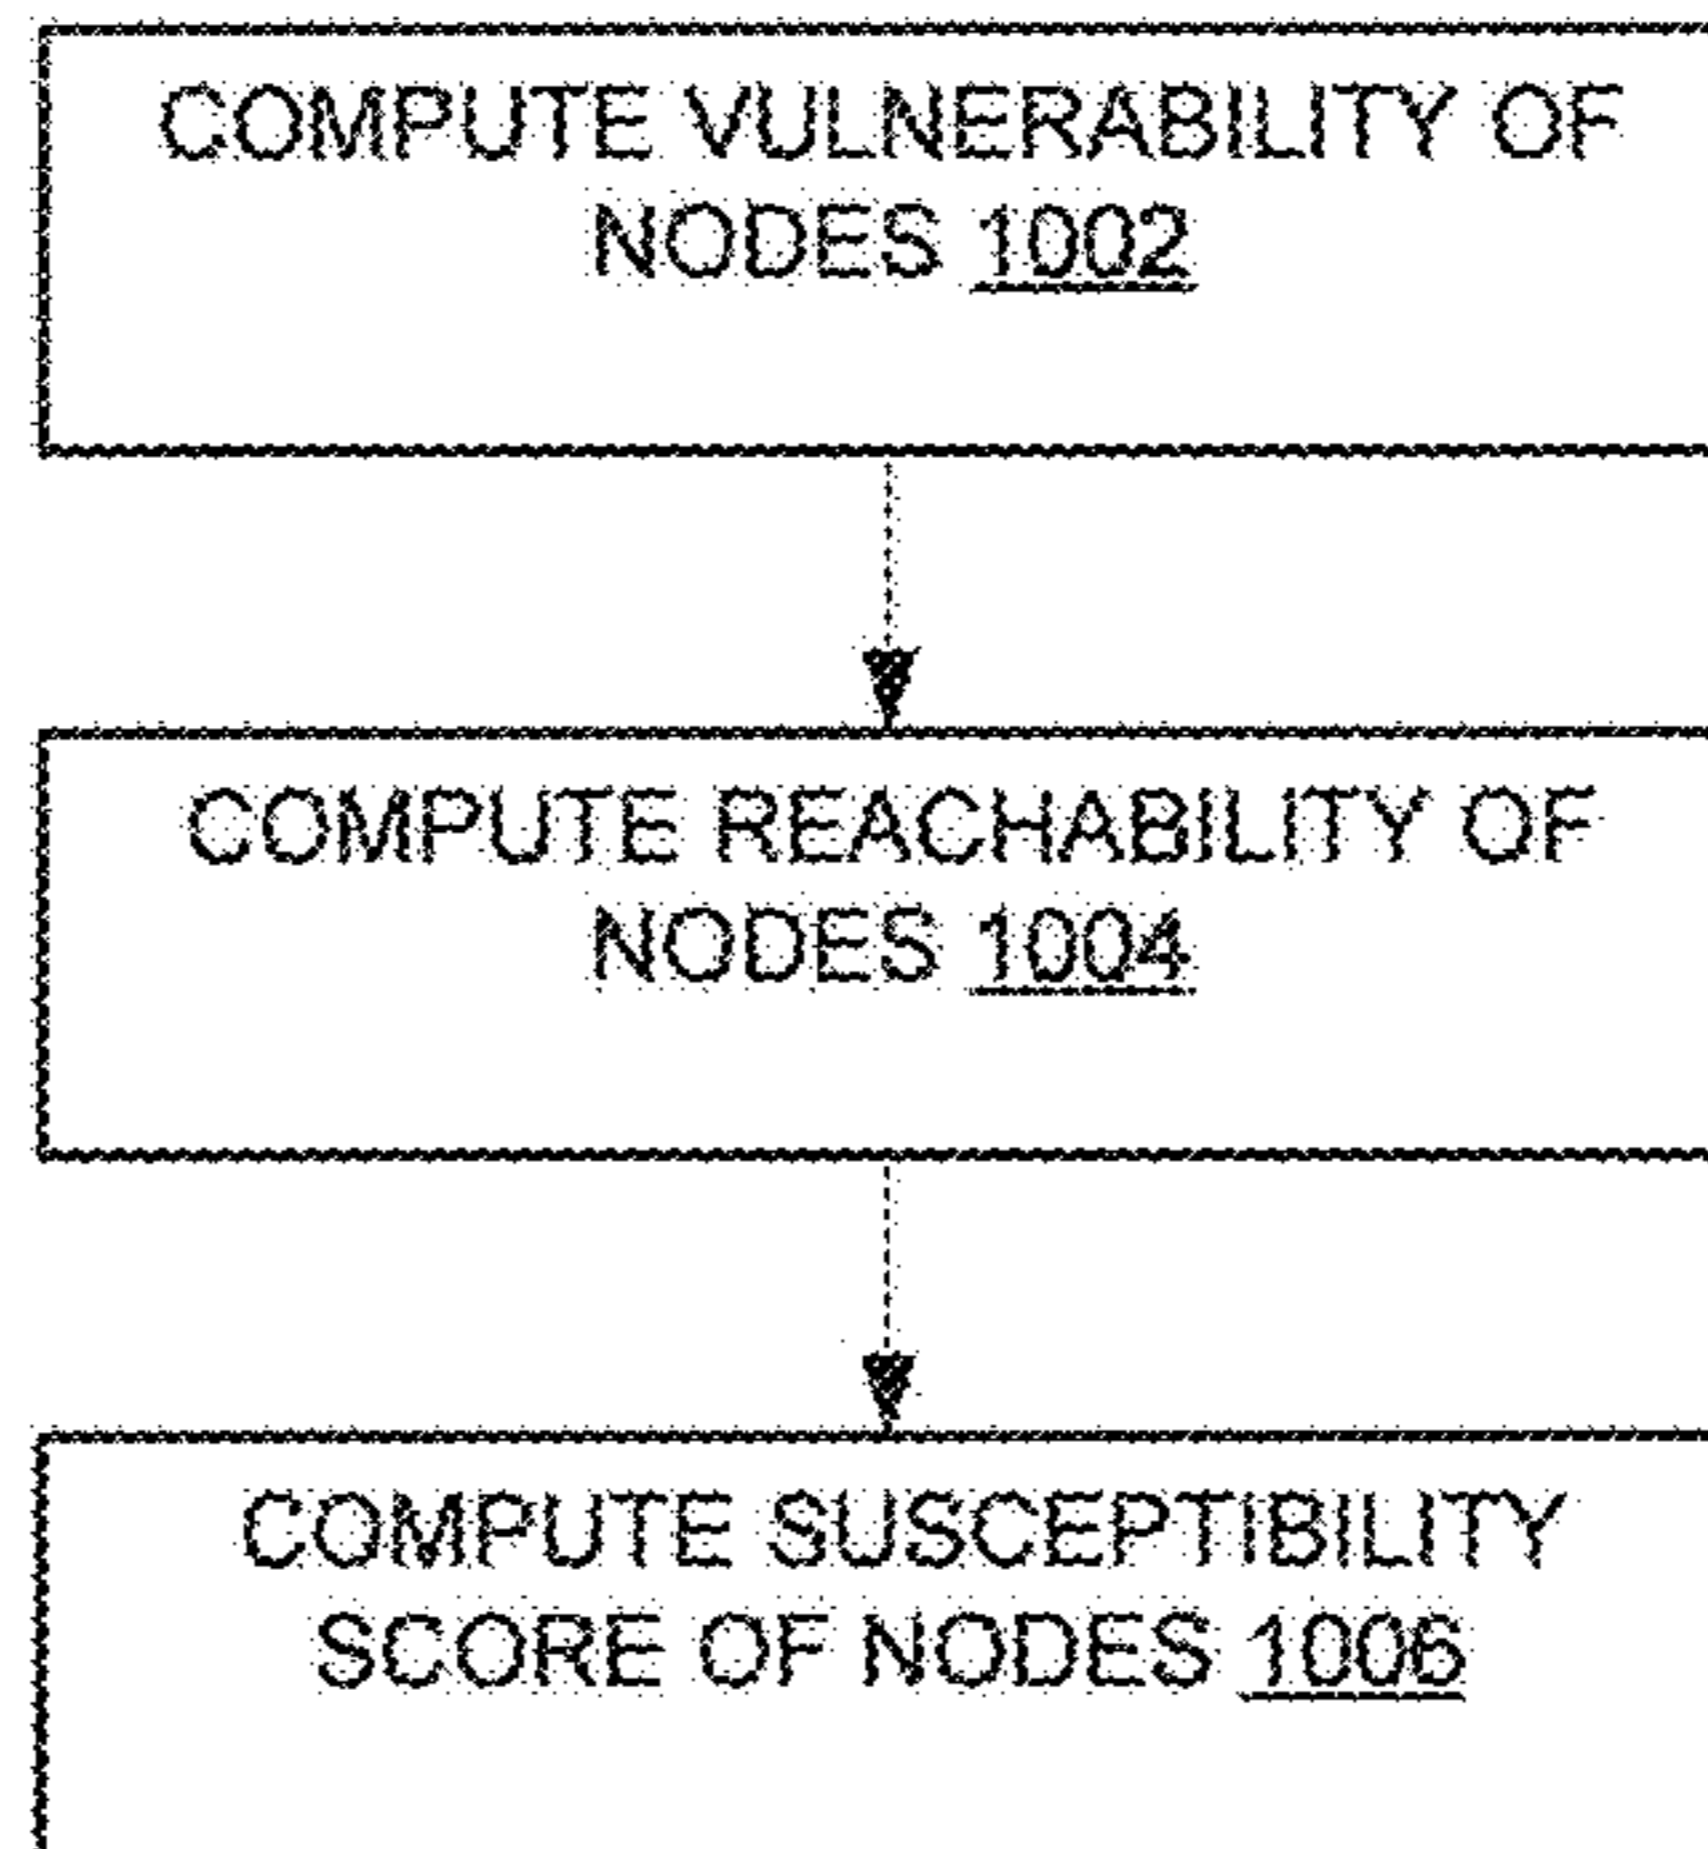 COMPUTE VULNERABILITY OF
NODES 1002
COMPUTE REACHABILITY OF
NODES 1004
COMPUTE SUSCEPTIBILITY
SCORE OF NODES 1006